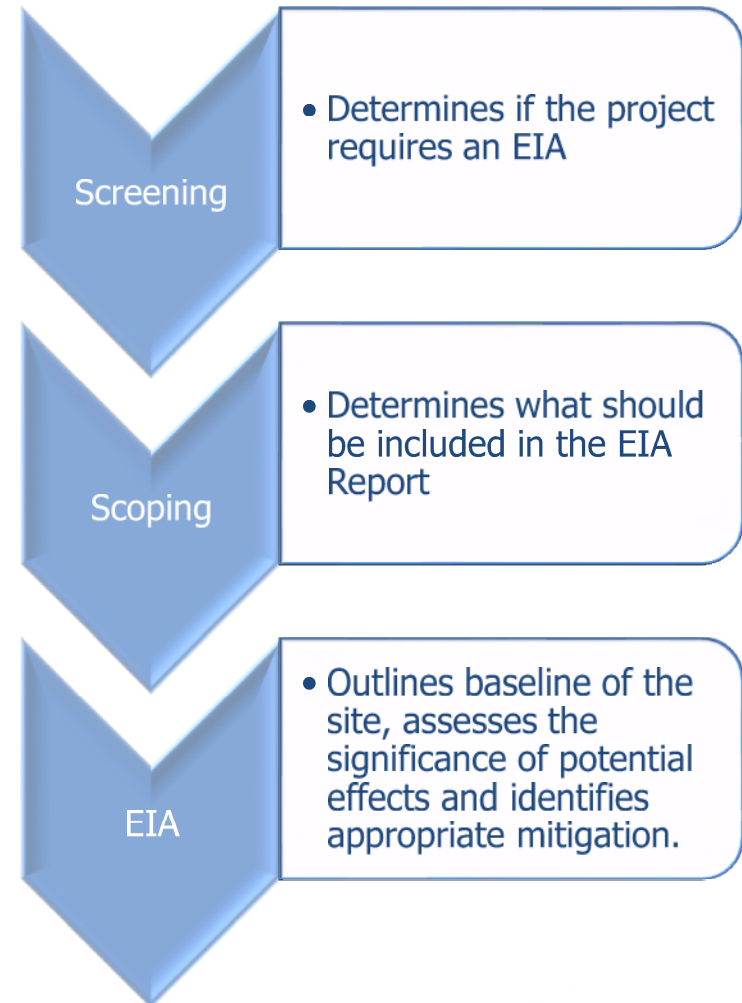 Screening
• Determines if the project
requires an EIA
Scoping
• Determines what should
be included in the EIA
Report
EIA
• Outlines baseline of the
site, assesses the
significance of potential
effects and identifies
appropriate mitigation.